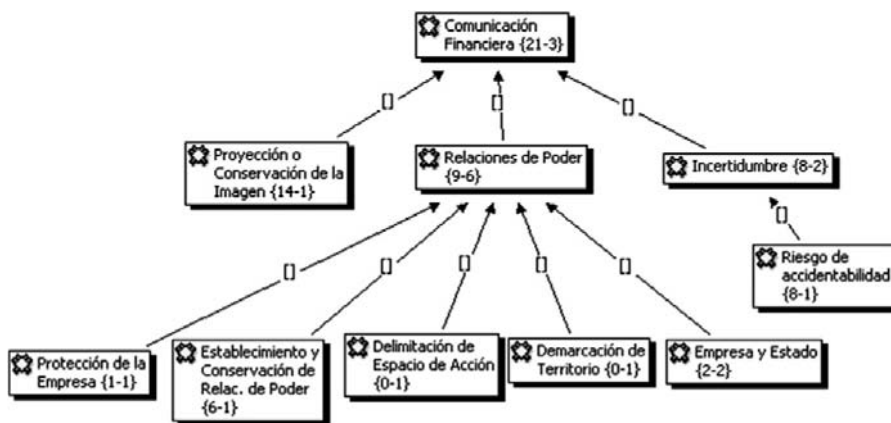 Comunicación
Financiera {21-3}
[]
[]
[]
Proyección o
Conservación de la
Imagen {14-1}
Relaciones de Poder
{9-6}
Incertidumbre {8-2}
[]
Riesgo de
accidentabilidad
{8-1}
[]
[]
[]
[]
[]
Protección de la
Empresa {1-1}
Establecimiento y
Conservación de
Relac. de Poder
{6-1}
Delimitación de
Espacio de Acción
{0-1}
Demarcación de
Territorio {0-1}
Empresa y Estado
{2-2}